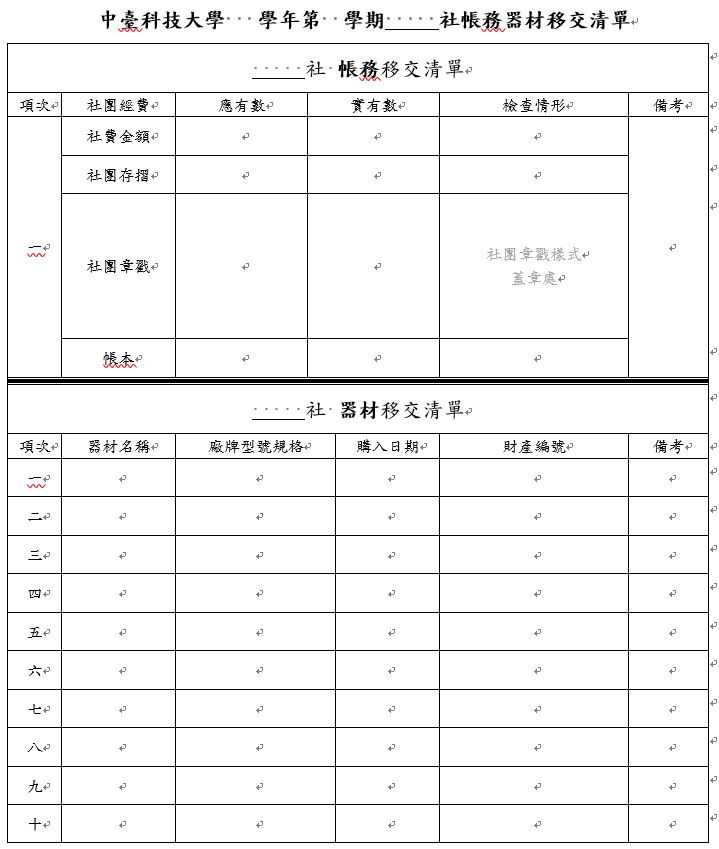 中臺科技大學 學年第 學期_____社帳務器材移交清單
_____社 帳務移交清單
項次 社團經費 應有數 實有數 檢查情形 備考
一
社費金額
社團存摺
社團章戳 社團章戳樣式
蓋章處
帳本
_____社 器材移交清單
項次 器材名稱 廠牌型號規格 購入日期 財產編號 備考
一
二
三
四
五
六
七
八
九
十